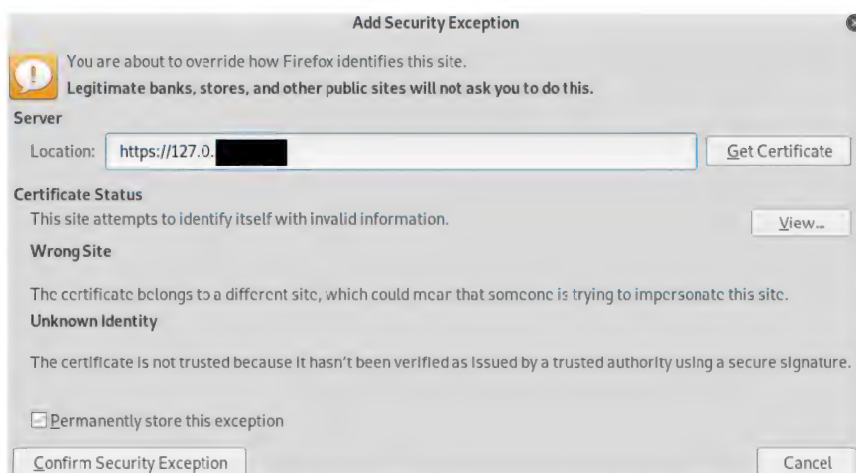 Add Security Exception
You are about to override how Firefox identifies this site.
Legitimate banks, stores, and other public sites will not ask you to do this.
Server
Location: https://127.0. Get Certificate
Certificate Status
This site attempts to identify itself with invalid information. View...
Wrong Site
The certificate belongs to a different site, which could mean that someone is trying to impersonate this site.
Unknown Identity
The certificate is not trusted because it hasn't been verified as issued by a trusted authority using a secure signature.
Permanently store this exception
Confirm Security Exception Cancel